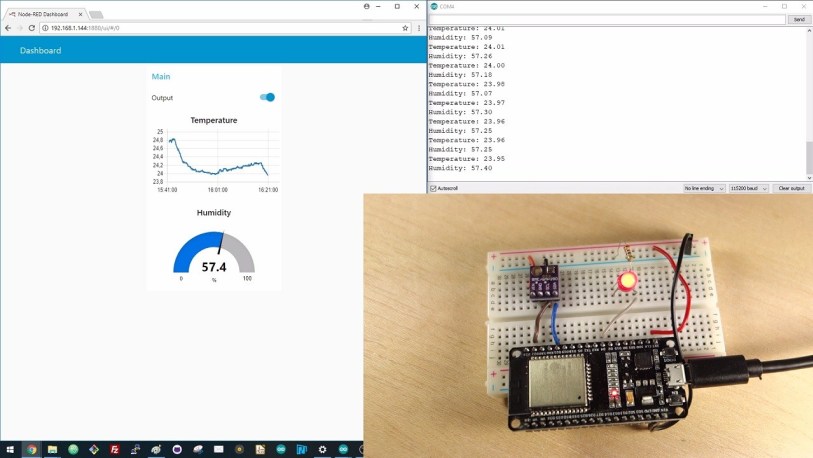 Node-RED Dashboard
192.168.1.144:1880/ui/#/0
Dashboard
Main
Output
Temperature
25
24,8
24,6
24,4
24,2
24
23,8
15:41:00
16:01:00
16:21:00
Humidity
57.4
0
%
100
COM4
Send
Temperature: 24.01
Humidity: 57.09
Temperature: 24.01
Humidity: 57.26
Temperature: 24.00
Humidity: 57.18
Temperature: 23.98
Humidity: 57.07
Temperature: 23.97
Humidity: 57.30
Temperature: 23.96
Humidity: 57.25
Temperature: 23.96
Humidity: 57.25
Temperature: 23.95
Humidity: 57.40
Autoscroll
No line ending
115200 baud
Clear output